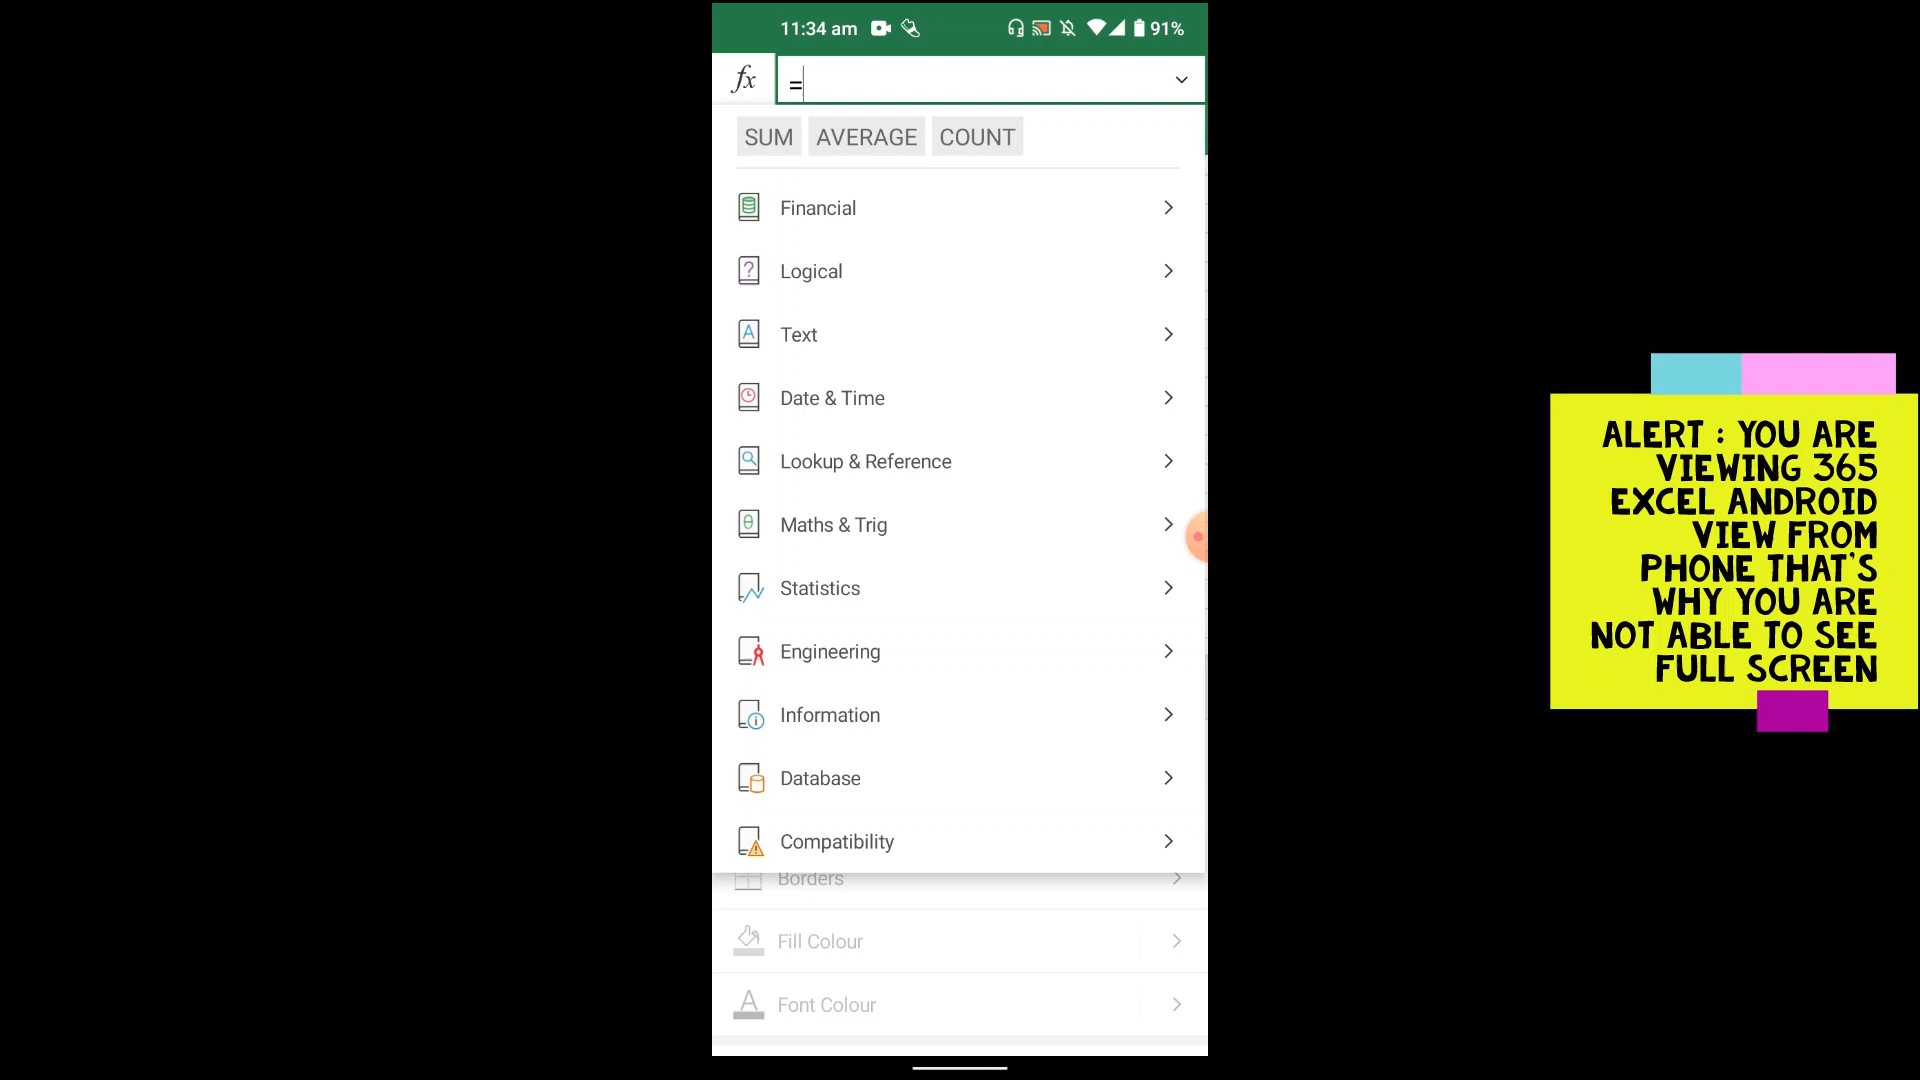 11:34 am
91%
fx
=
SUM AVERAGE COUNT
Financial
Logical
Text
Date & Time
Lookup & Reference
Maths & Trig
Statistics
Engineering
Information
Database
Compatibility
Borders
Fill Colour
Font Colour
ALERT : YOU ARE
VIEWING 365
EXCEL ANDROID
VIEW FROM
PHONE THAT'S
WHY YOU ARE
NOT ABLE TO SEE
FULL SCREEN